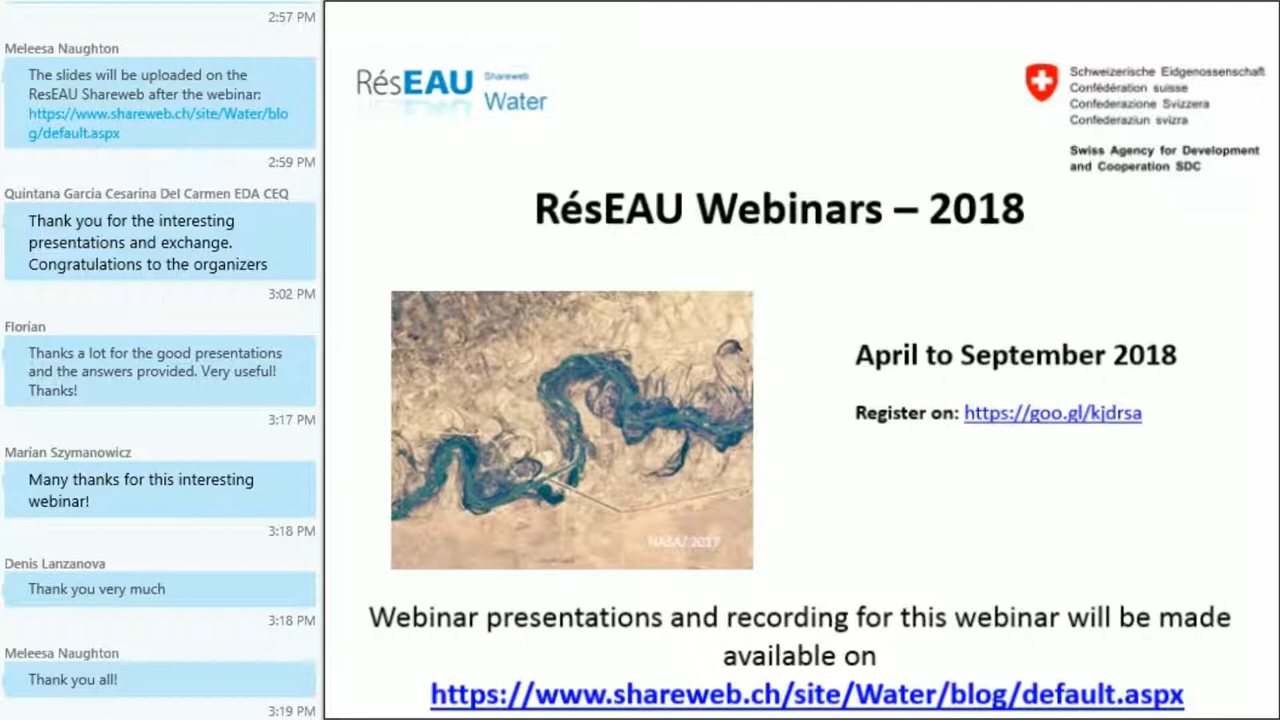 2:57 PM
Meleesa Naughton
The slides will be uploaded on the
ResEAU Shareweb after the webinar:
https://www.shareweb.ch/site/Water/blo
g/default.aspx
2:59 PM
Quintana García Cesarina Del Carmen EDA CEQ
Thank you for the interesting
presentations and exchange.
Congratulations to the organizers
3:02 PM
Florian
Thanks a lot for the good presentations
and the answers provided. Very useful!
Thanks!
3:17 PM
Marian Szymanowicz
Many thanks for this interesting
webinar!
3:18 PM
Denis Lanzanova
Thank you very much
3:18 PM
Meleesa Naughton
Thank you all!
3:19 PM
RésEAU Shareweb
Water
Schweizerische Eidgenossenschaft
Confédération suisse
Confederazione Svizzera
Confederaziun svizra
Swiss Agency for Development
and Cooperation SDC
RésEAU Webinars – 2018
April to September 2018
Register on: https://goo.gl/kjdrsa
NASA/ 2017
Webinar presentations and recording for this webinar will be made
available on
https://www.shareweb.ch/site/Water/blog/default.aspx